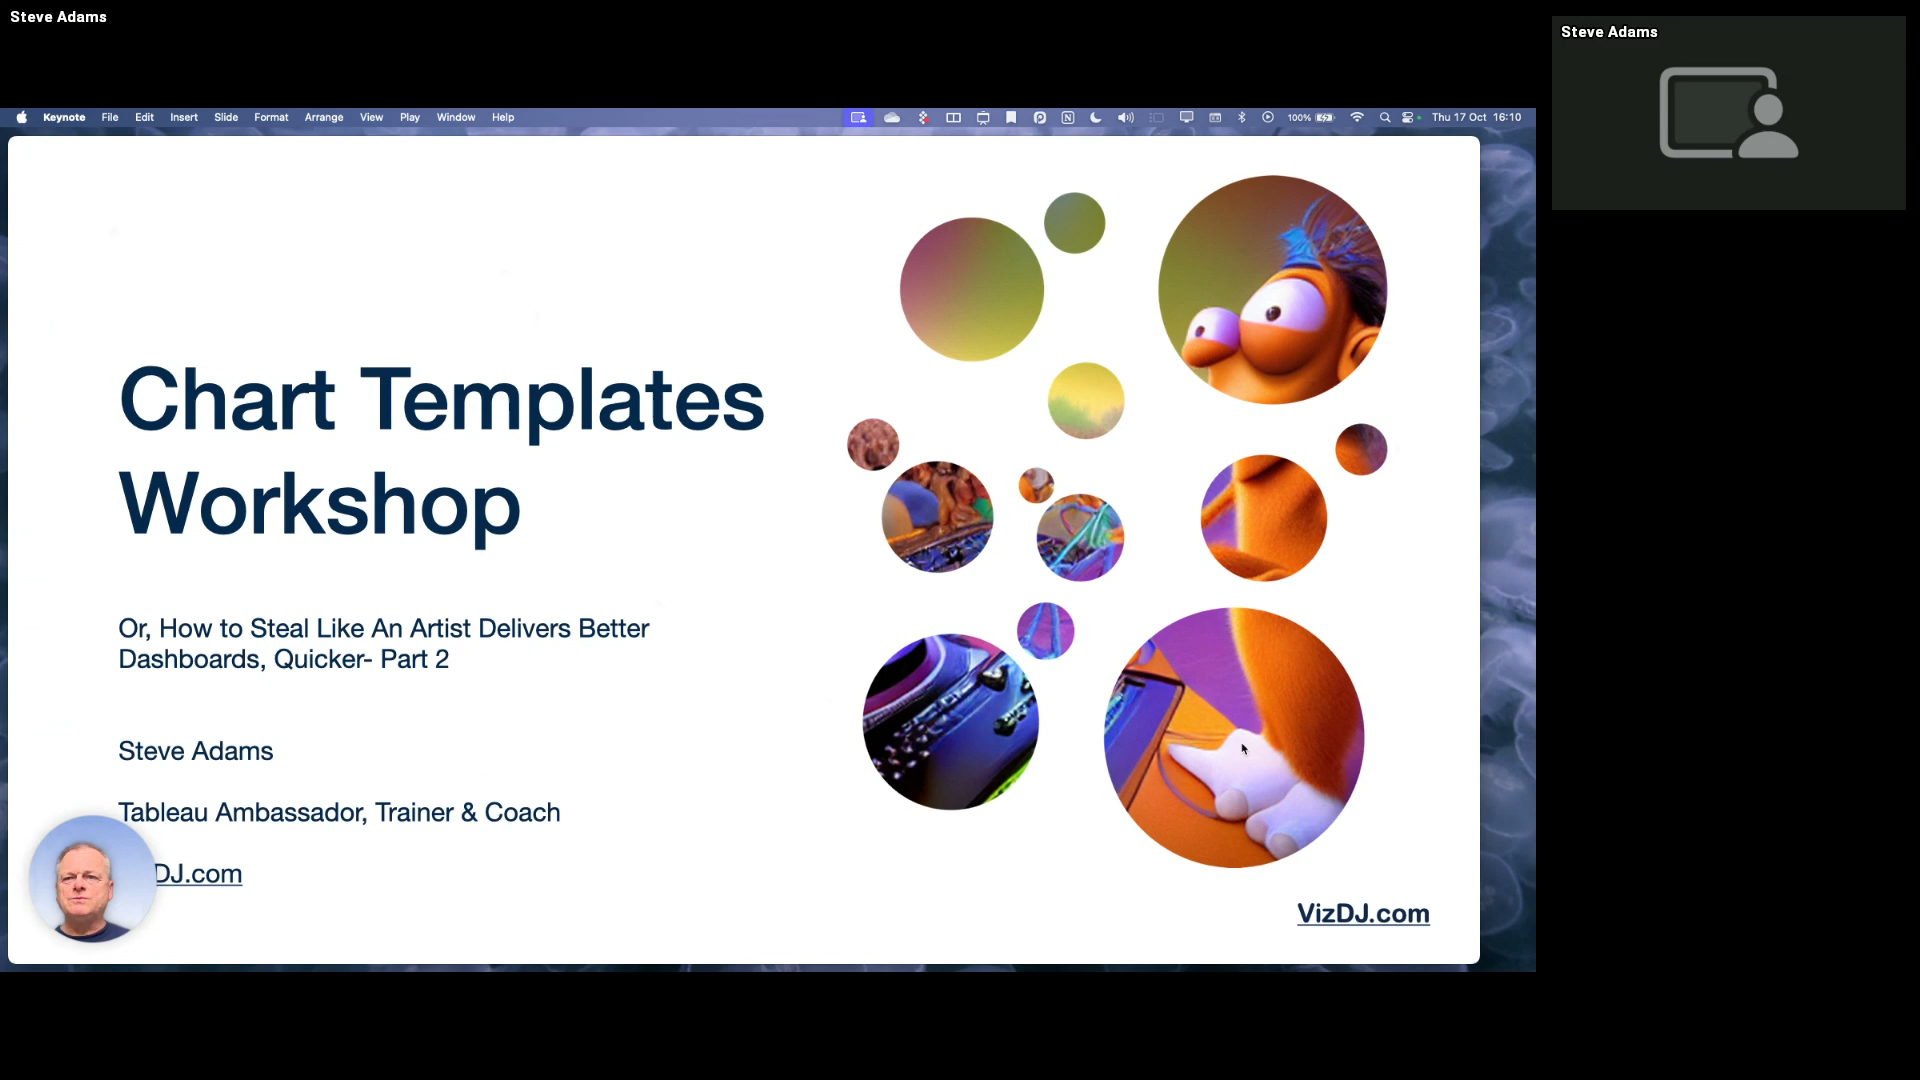 Steve Adams
Steve Adams
Keynote File Edit Insert Slide Format Arrange View Play Window Help 100% Thu 17 Oct 16:10
Chart Templates
Workshop
Or, How to Steal Like An Artist Delivers Better
Dashboards, Quicker- Part 2
Steve Adams
Tableau Ambassador, Trainer & Coach
DJ.com
VizDJ.com